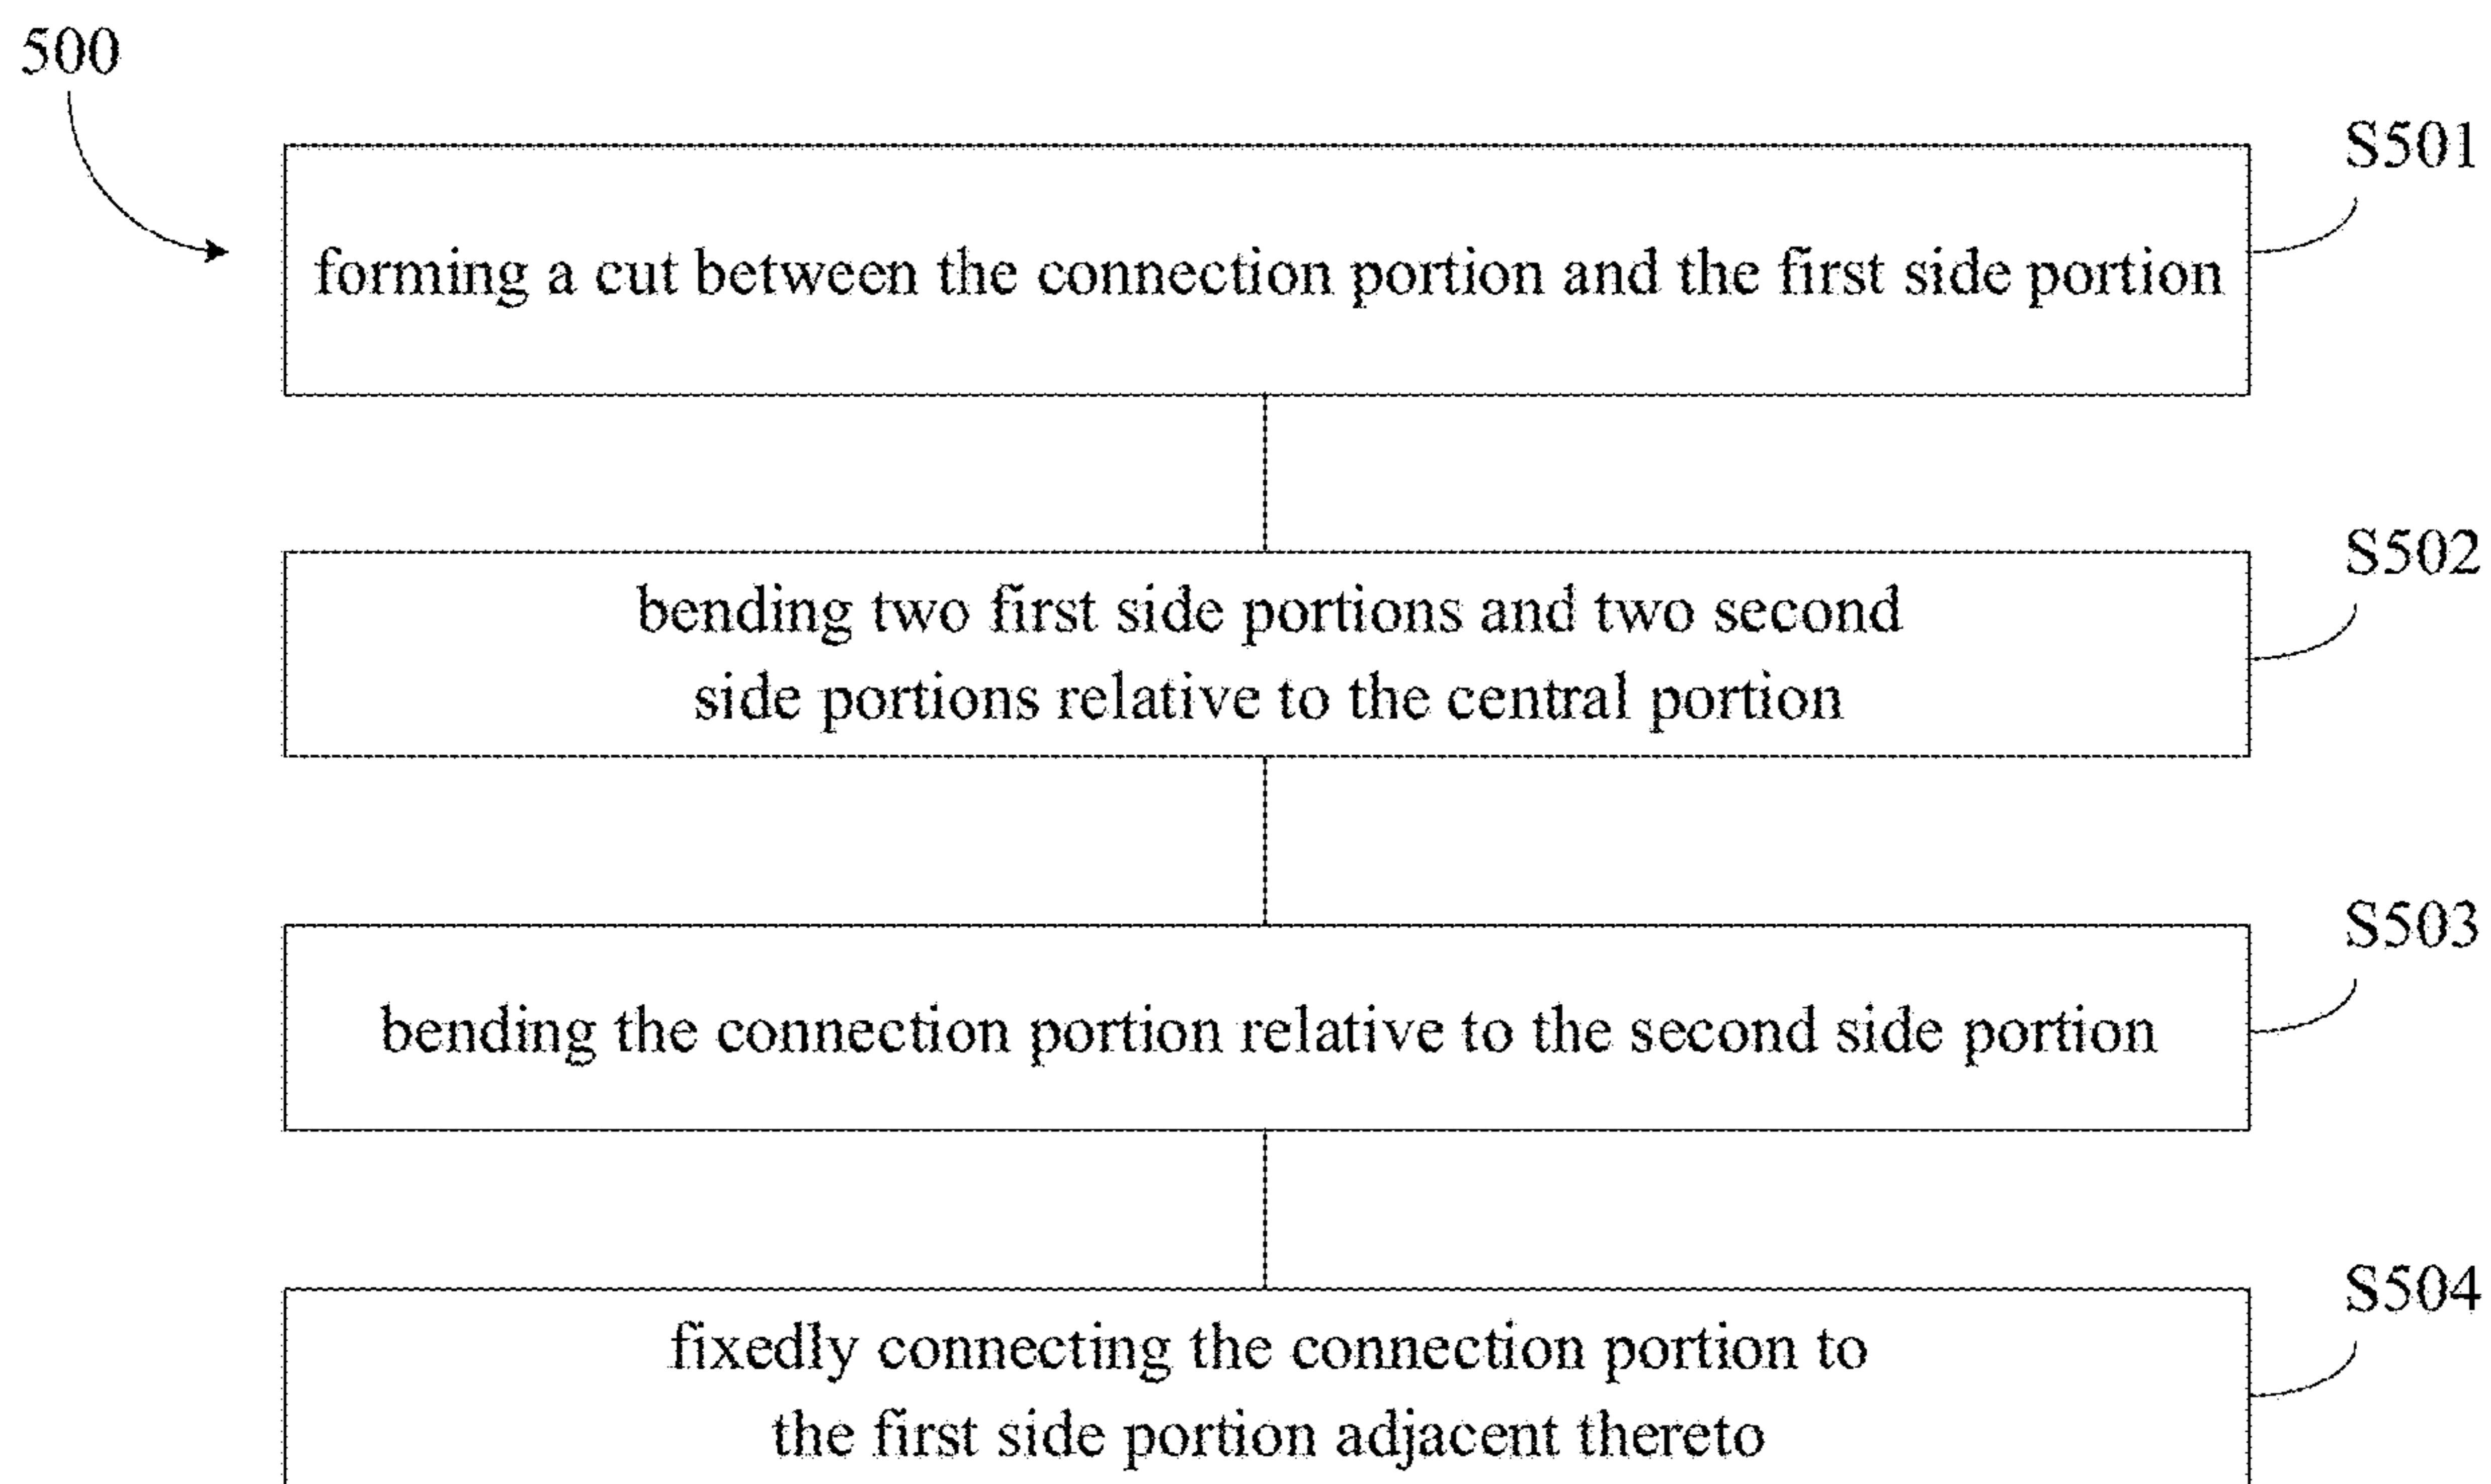 500
S501
forming a cut between the connection portion and the first side portion
S502
bending two first side portions and two second
side portions relative to the central portion
S503
bending the connection portion relative to the second side portion
S504
fixedly connecting the connection portion to
the first side portion adjacent thereto